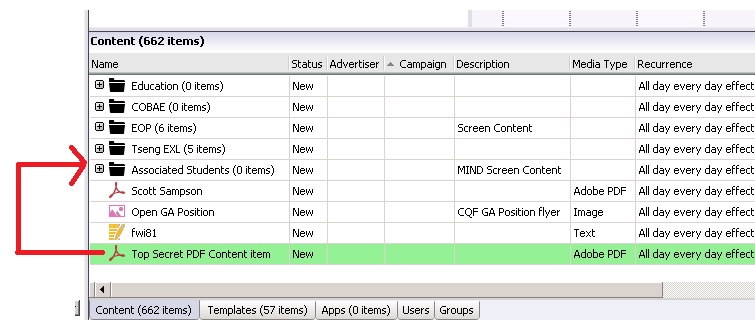 Content (662 items)
Name Status Advertiser Campaign Description Media Type Recurrence
Education (0 items) New All day every day effect
COBAE (0 items) New All day every day effect
EOP (6 items) New Screen Content All day every day effect
Tseng EXL (5 items) New All day every day effect
Associated Students (0 items) New MIND Screen Content All day every day effect
Scott Sampson New Adobe PDF All day every day effect
Open GA Position New CQF GA Position flyer Image All day every day effect
fwi81 New Text All day every day effect
Top Secret PDF Content item New Adobe PDF All day every day effect
Content (662 items) Templates (57 items) Apps (0 items) Users Groups